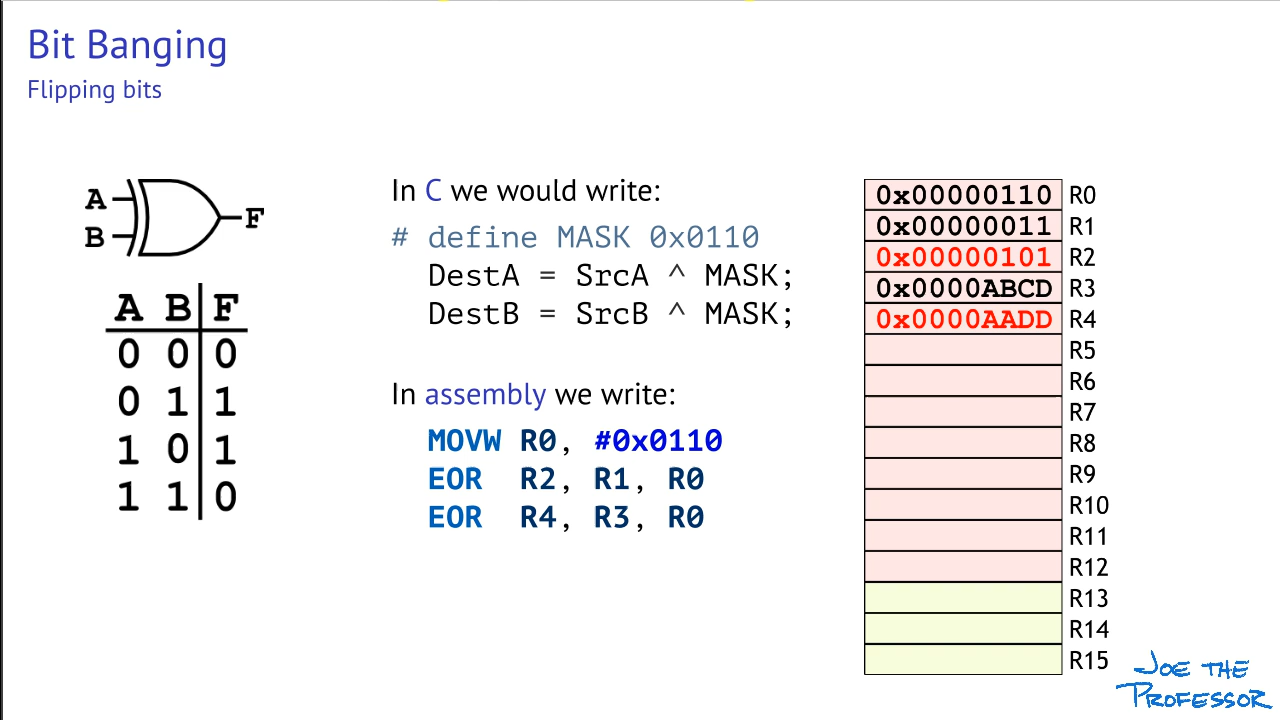 Bit Banging
Flipping bits
A
B
F
A B F
0 0 0
0 1 1
1 0 1
1 1 0
In C we would write:
# define MASK 0x0110
DestA = SrcA ^ MASK;
DestB = SrcB ^ MASK;
In assembly we write:
MOVW R0, #0x0110
EOR R2, R1, R0
EOR R4, R3, R0
0x00000110 R0
0x00000011 R1
0x00000101 R2
0x0000ABCD R3
0x0000AADD R4
R5
R6
R7
R8
R9
R10
R11
R12
R13
R14
R15
JOE THE
PROFESSOR